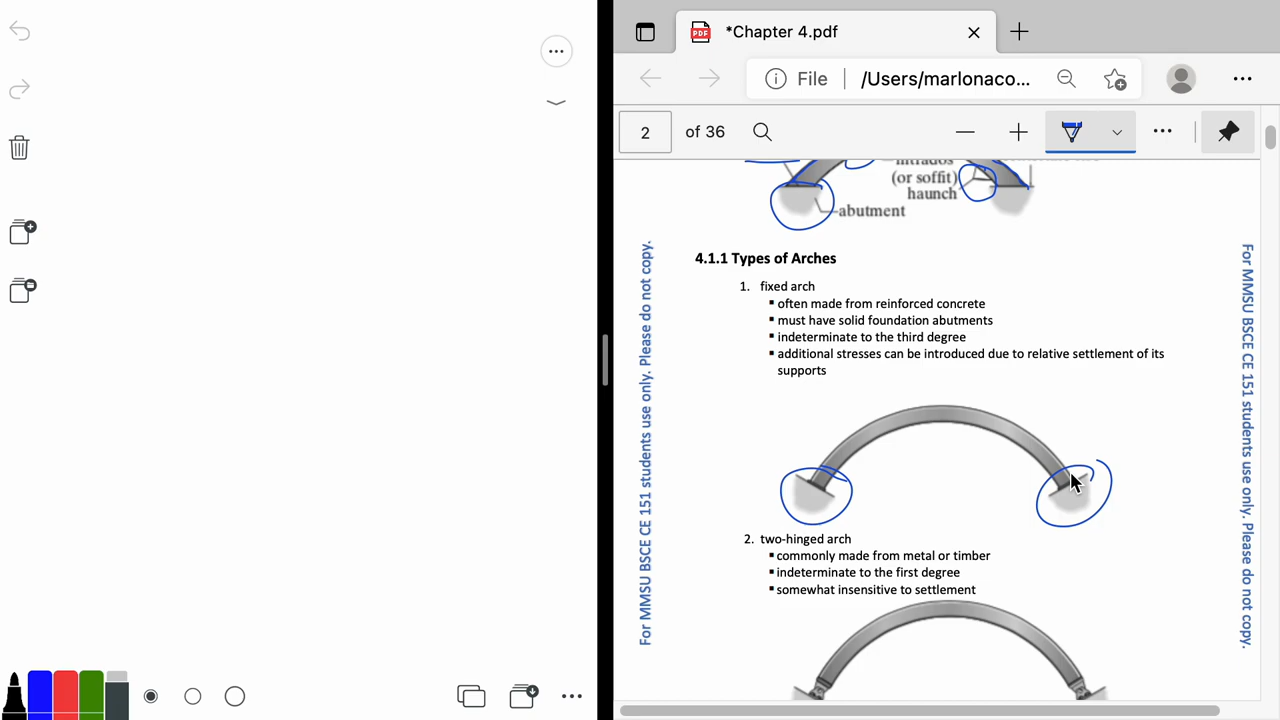 *Chapter 4.pdf
File
/Users/marlonaco...
2
of 36
(or soffit)
haunch
abutment
4.1.1 Types of Arches
1. fixed arch
▪ often made from reinforced concrete
▪ must have solid foundation abutments
▪ indeterminate to the third degree
▪ additional stresses can be introduced due to relative settlement of its
supports
2. two-hinged arch
▪ commonly made from metal or timber
▪ indeterminate to the first degree
▪ somewhat insensitive to settlement
For MMSU BSCE CE 151 students use only. Please do not copy.
For MMSU BSCE CE 151 students use only. Please do not copy.